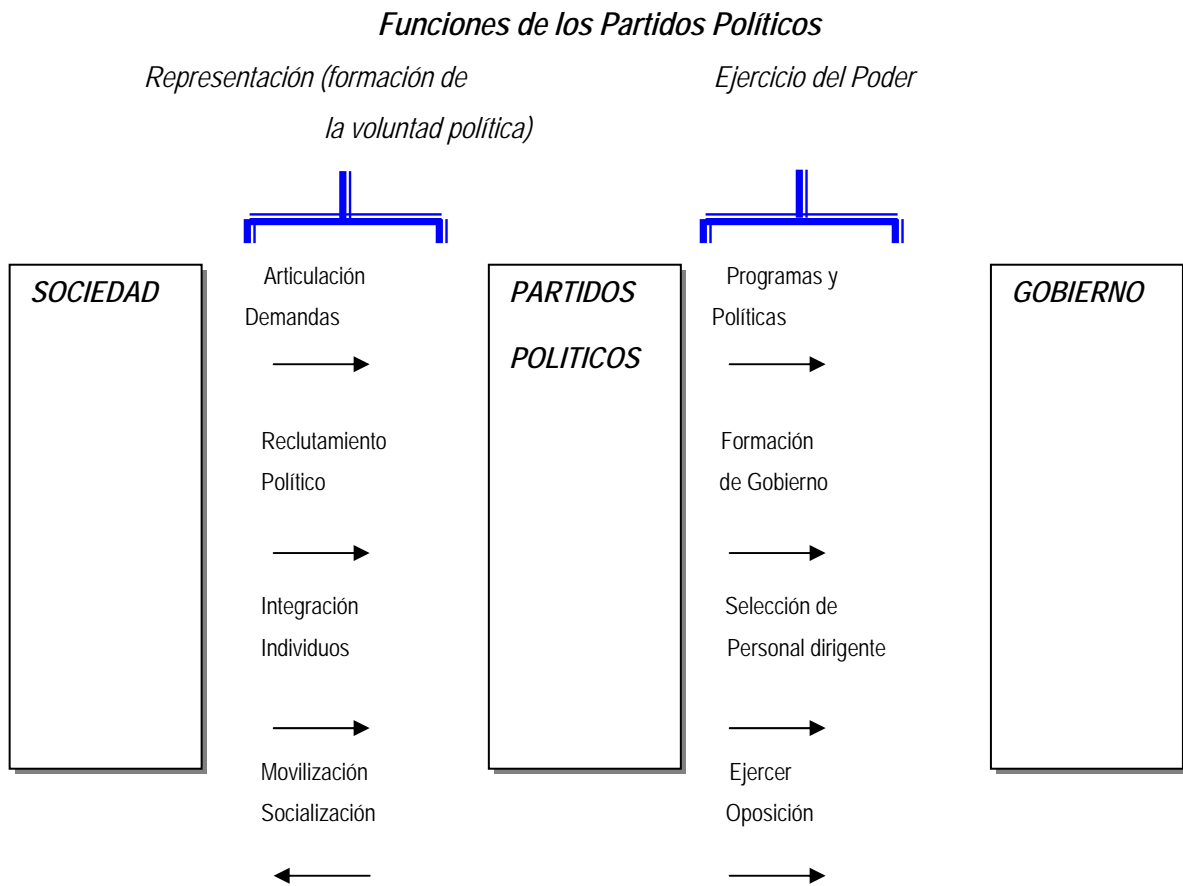 Funciones de los Partidos Políticos
Representación (formación de
la voluntad política)
Ejercicio del Poder
SOCIEDAD
Articulación
Demandas
Reclutamiento
Político
Integración
Individuos
Movilización
Socialización
PARTIDOS
POLITICOS
Programas y
Políticas
Formación
de Gobierno
Selección de
Personal dirigente
Ejercer
Oposición
GOBIERNO